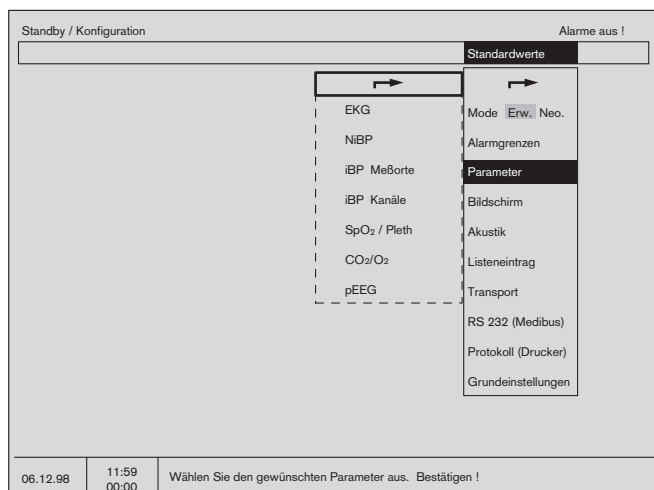 Standby / Konfiguration
Alarme aus !
Standardwerte
EKG
NiBP
iBP Meßorte
iBP Kanäle
SpO2 / Pleth
CO2/O2
pEEG
Mode Erw. Neo.
Alarmgrenzen
Parameter
Bildschirm
Akustik
Listeneintrag
Transport
RS 232 (Medibus)
Protokoll (Drucker)
Grundeinstellungen
06.12.98
11:59
00:00
Wählen Sie den gewünschten Parameter aus. Bestätigen !